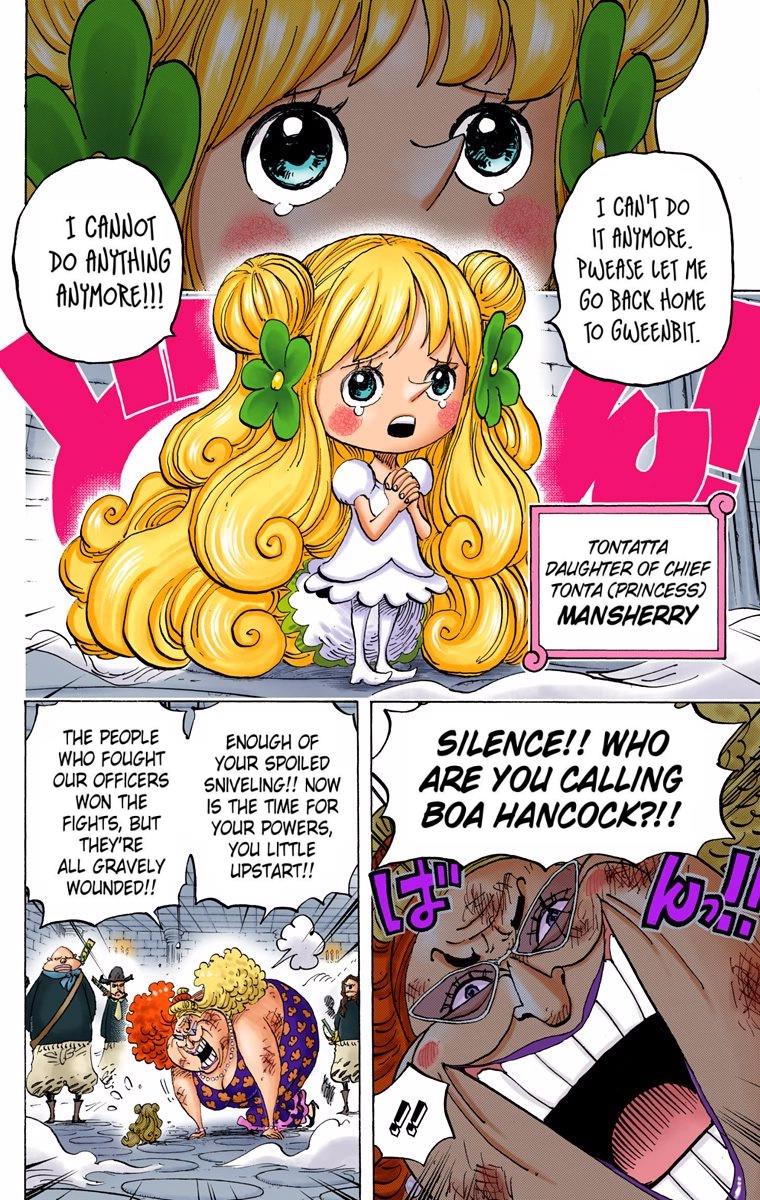 I CAN'T DO
IT ANYMORE.
PWEASE LET ME
GO BACK HOME
TO GWEENBIT.
I CANNOT
DO ANYTHING
ANYMORE!!!
どん!!
TONTATTA
DAUGHTER OF CHIEF
TONTA (PRINCESS)
MANSHERRY
SILENCE!! WHO
ARE YOU CALLING
BOA HANCOCK?!!
ばんっ!!
!!
ENOUGH OF
YOUR SPOILED
SNIVELING!! NOW
IS THE TIME FOR
YOUR POWERS,
YOU LITTLE
UPSTART!!
THE PEOPLE
WHO FOUGHT
OUR OFFICERS
WON THE
FIGHTS, BUT
THEY'RE
ALL GRAVELY
WOUNDED!!